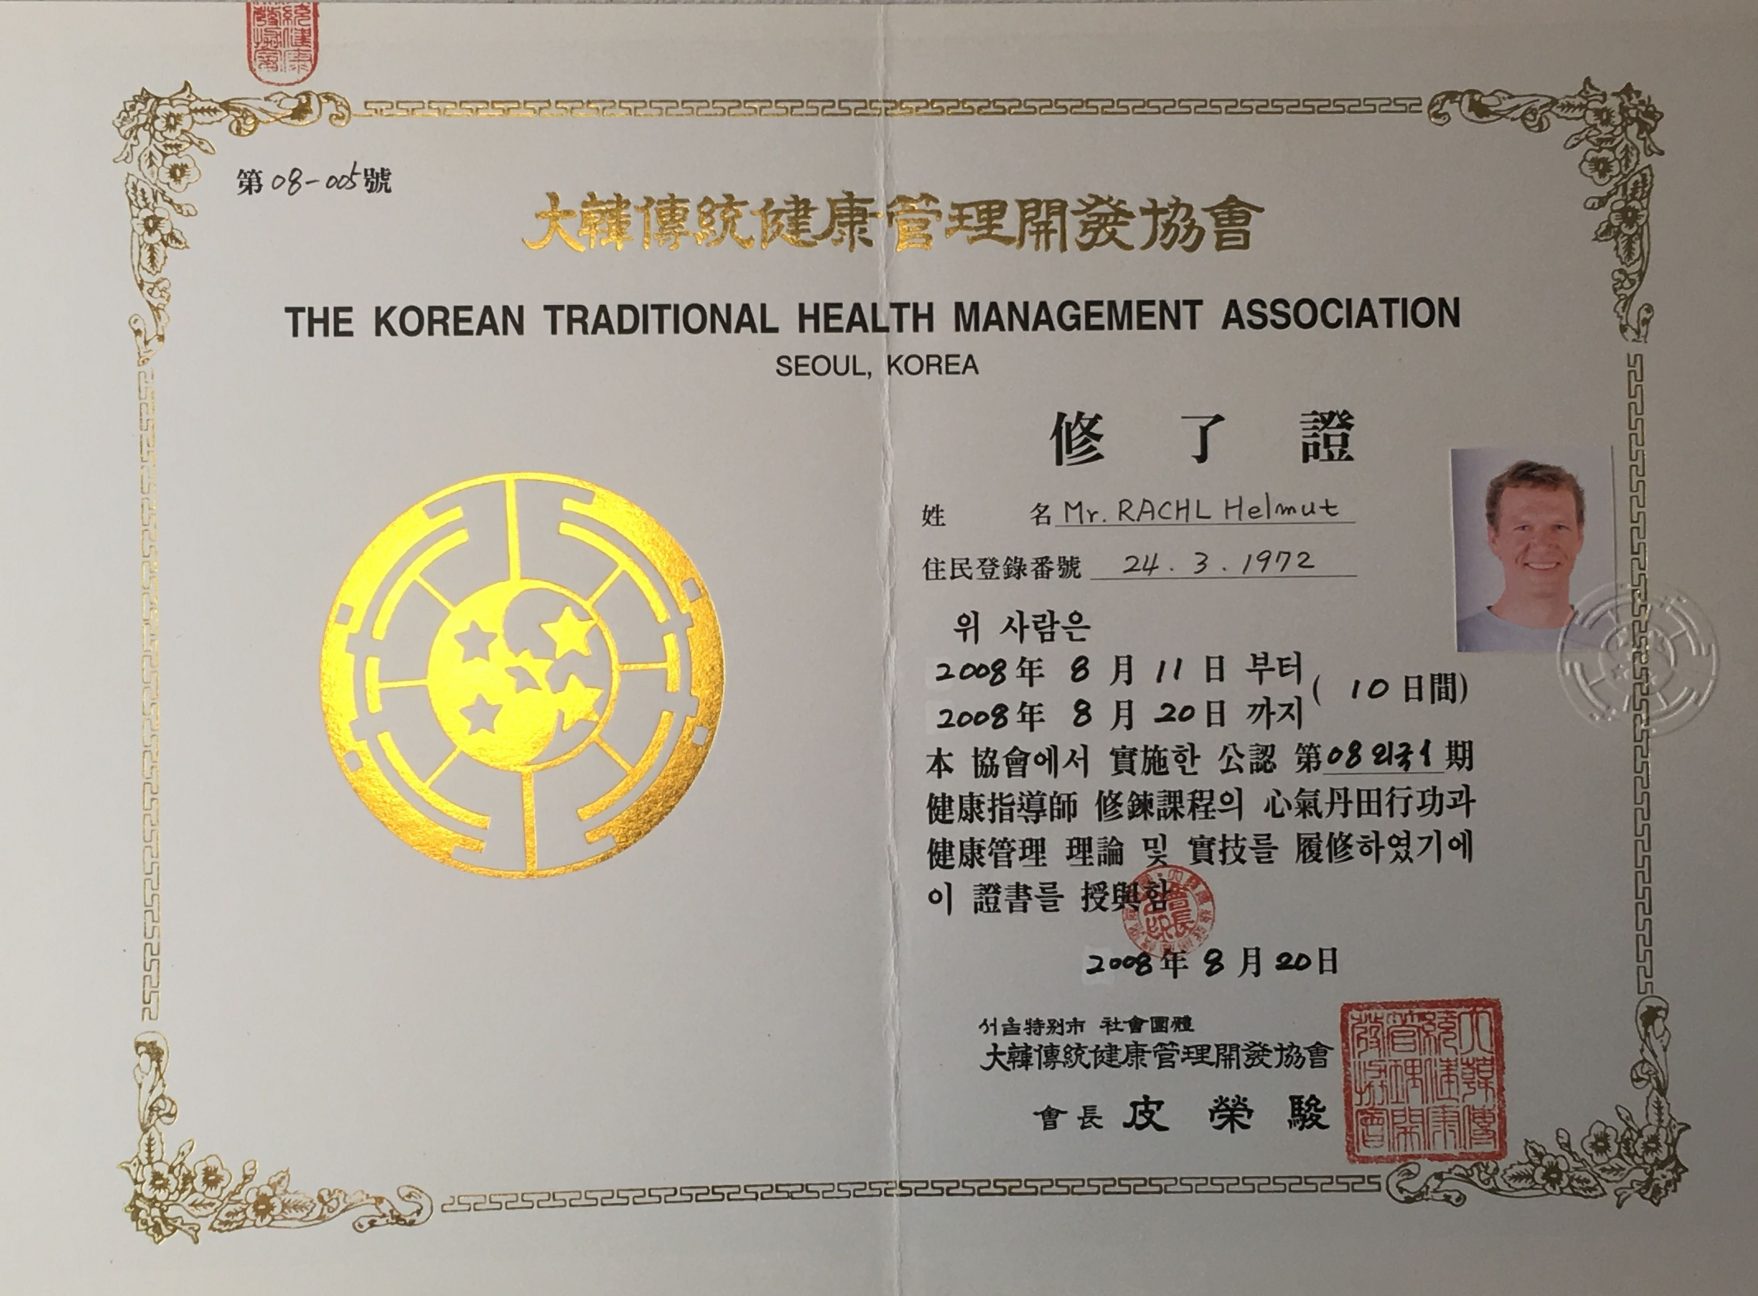 第08-005號
大韓傳統健康管理開發協會
THE KOREAN TRADITIONAL HEALTH MANAGEMENT ASSOCIATION
SEOUL, KOREA
修了證
姓 名 Mr. RACHL Helmut
住民登錄番號 24. 3. 1972
위 사람은
2008年 8月 11日 부터
2008年 8月 20日 까지 ( 10日間)
本 協會에서 實施한 公認 第08외국1期
健康指導師 修鍊課程의 心氣丹田行功과
健康管理 理論 및 實技를 履修하였기에
이 證書를 授與함
2008年 8月 20日
서울特別市 社會團體
大韓傳統健康管理開發協會
會長 皮榮駿